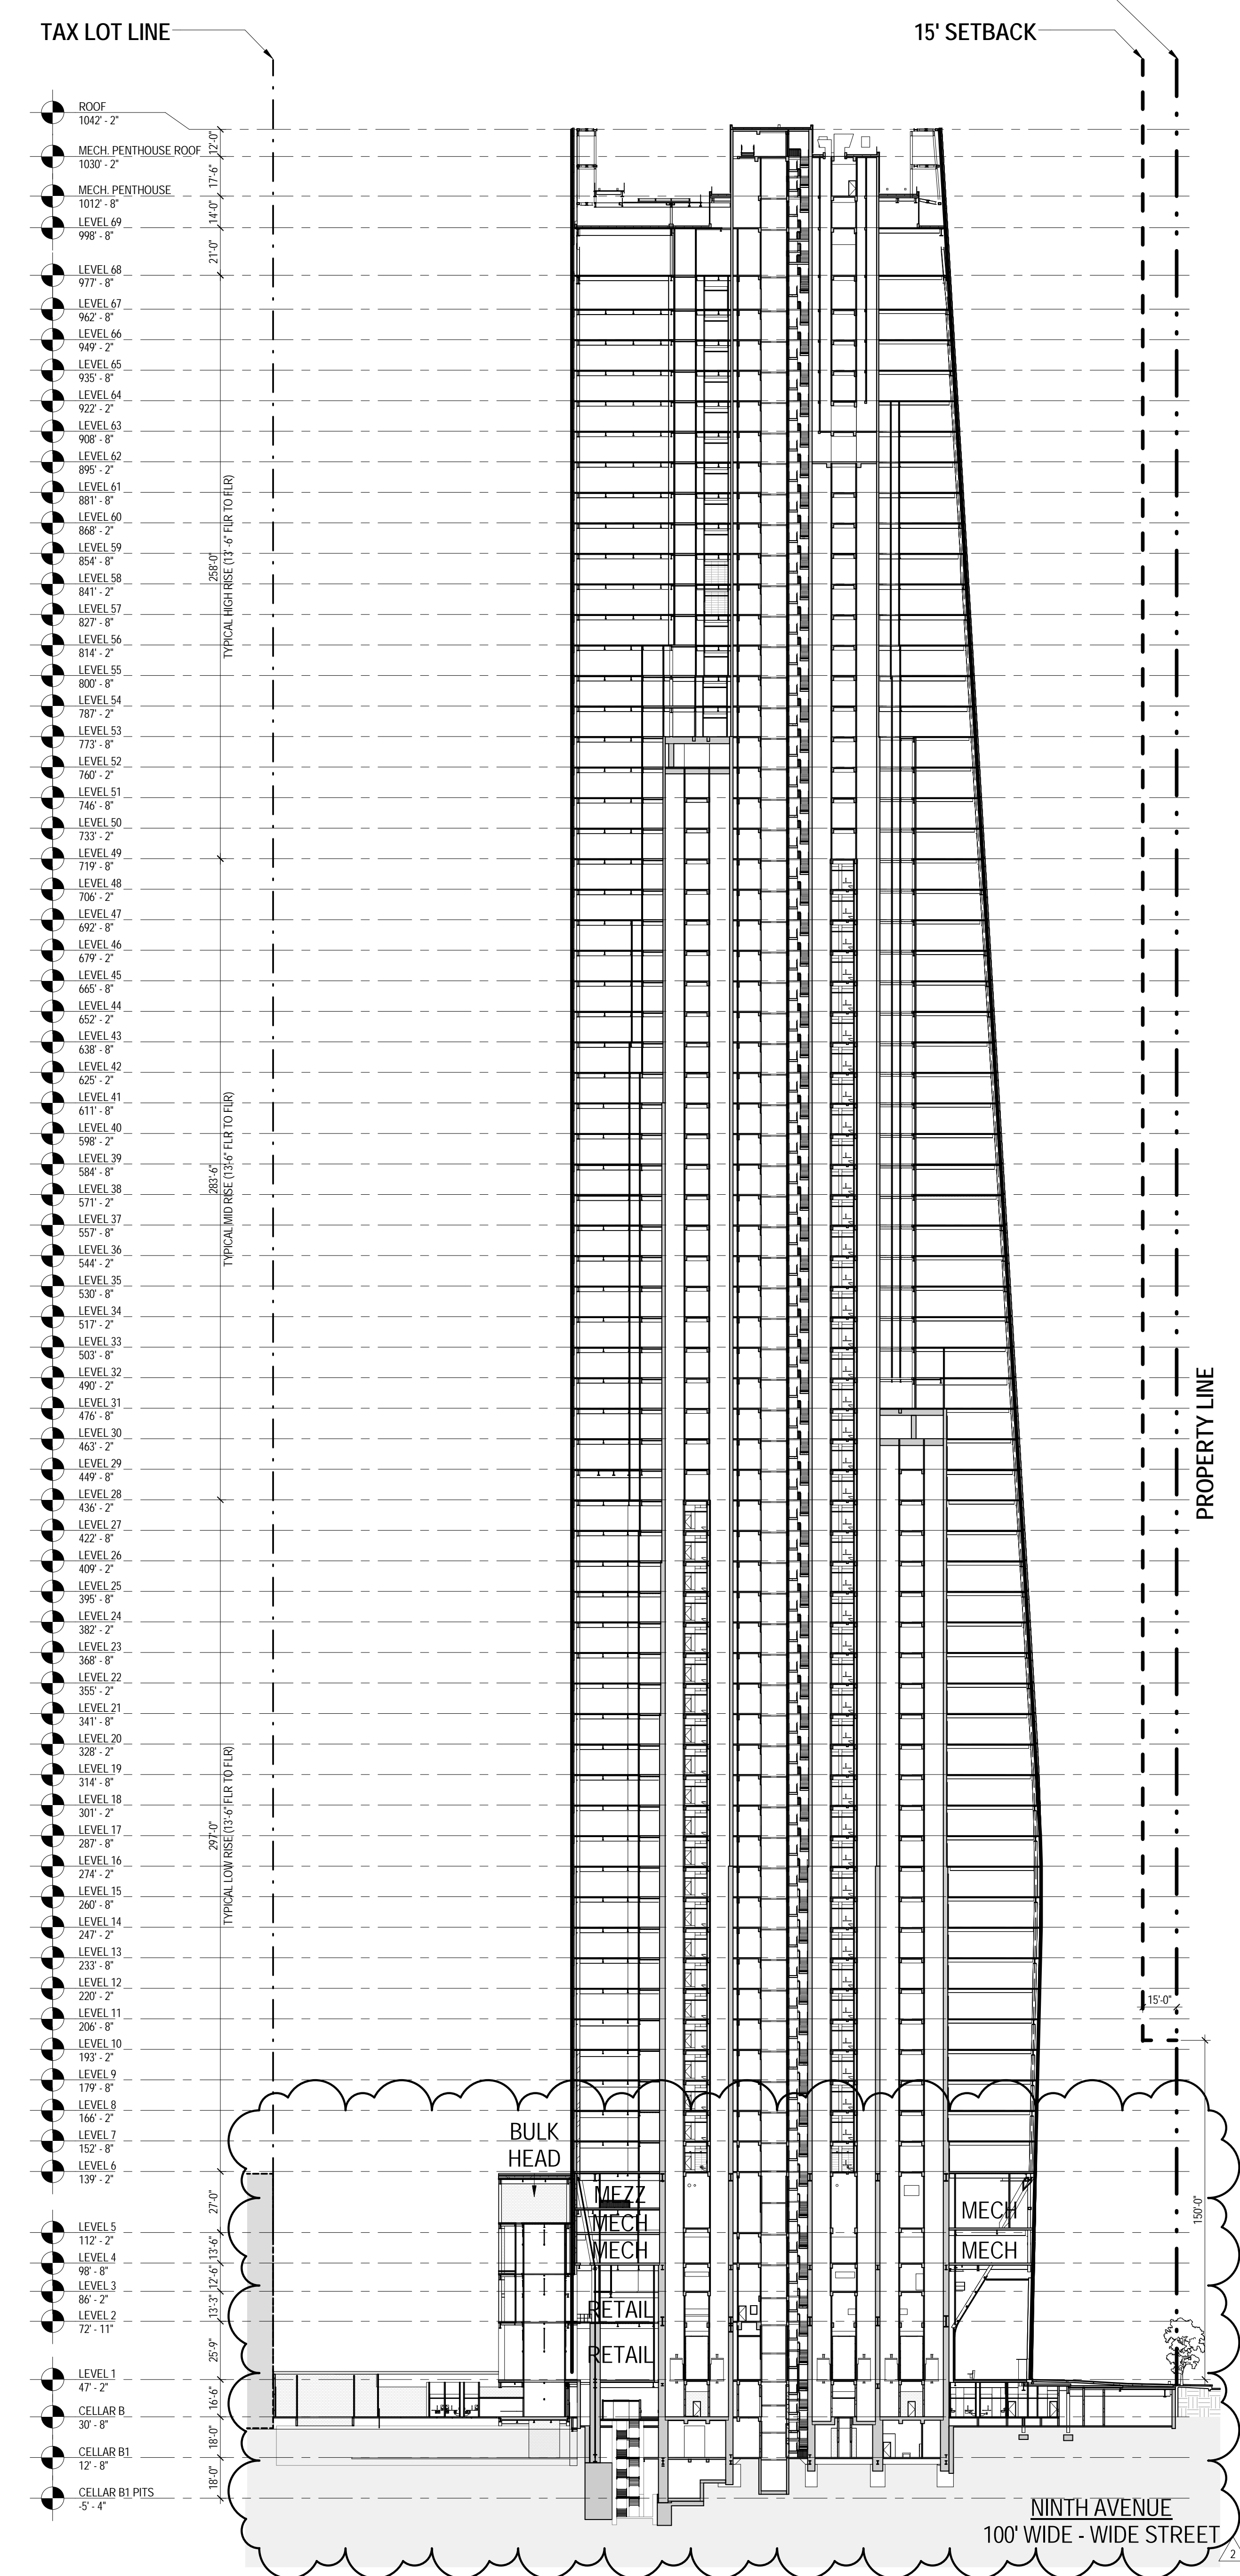 TAX LOT LINE
15' SETBACK
ROOF
1042' - 2"
12'-0"
MECH. PENTHOUSE ROOF
1030' - 2"
17'-6"
MECH. PENTHOUSE
1012' - 8"
14'-0"
LEVEL 69
998' - 8"
21'-0"
LEVEL 68
977' - 8"
LEVEL 67
962' - 8"
LEVEL 66
949' - 2"
LEVEL 65
935' - 8"
LEVEL 64
922' - 2"
LEVEL 63
908' - 8"
LEVEL 62
895' - 2"
LEVEL 61
881' - 8"
LEVEL 60
868' - 2"
LEVEL 59
854' - 8"
258'-0"
TYPICAL HIGH RISE (13'-6" FLR TO FLR)
LEVEL 58
841' - 2"
LEVEL 57
827' - 8"
LEVEL 56
814' - 2"
LEVEL 55
800' - 8"
LEVEL 54
787' - 2"
LEVEL 53
773' - 8"
LEVEL 52
760' - 2"
LEVEL 51
746' - 8"
LEVEL 50
733' - 2"
LEVEL 49
719' - 8"
LEVEL 48
706' - 2"
LEVEL 47
692' - 8"
LEVEL 46
679' - 2"
LEVEL 45
665' - 8"
LEVEL 44
652' - 2"
LEVEL 43
638' - 8"
LEVEL 42
625' - 2"
LEVEL 41
611' - 8"
LEVEL 40
598' - 2"
LEVEL 39
584' - 8"
283'-6"
TYPICAL MID RISE (13'-6" FLR TO FLR)
LEVEL 38
571' - 2"
LEVEL 37
557' - 8"
LEVEL 36
544' - 2"
LEVEL 35
530' - 8"
LEVEL 34
517' - 2"
LEVEL 33
503' - 8"
LEVEL 32
490' - 2"
LEVEL 31
476' - 8"
PROPERTY LINE
LEVEL 30
463' - 2"
LEVEL 29
449' - 8"
LEVEL 28
436' - 2"
LEVEL 27
422' - 8"
LEVEL 26
409' - 2"
LEVEL 25
395' - 8"
LEVEL 24
382' - 2"
LEVEL 23
368' - 8"
LEVEL 22
355' - 2"
LEVEL 21
341' - 8"
LEVEL 20
328' - 2"
LEVEL 19
314' - 8"
LEVEL 18
301' - 2"
LEVEL 17
287' - 8"
297'-0"
TYPICAL LOW RISE (13'-6" FLR TO FLR)
LEVEL 16
274' - 2"
LEVEL 15
260' - 8"
LEVEL 14
247' - 2"
LEVEL 13
233' - 8"
LEVEL 12
220' - 2"
15'-0"
LEVEL 11
206' - 8"
LEVEL 10
193' - 2"
LEVEL 9
179' - 8"
LEVEL 8
166' - 2"
LEVEL 7
152' - 8"
BULK
HEAD
LEVEL 6
139' - 2"
27'-0"
MEZZ
MECH
MECH
150'-0"
LEVEL 5
112' - 2"
13'-6"
MECH
MECH
LEVEL 4
98' - 8"
12'-6"
LEVEL 3
86' - 2"
13'-3"
RETAIL
LEVEL 2
72' - 11"
25'-9"
RETAIL
LEVEL 1
47' - 2"
16'-6"
CELLAR B
30' - 8"
18'-0"
CELLAR B1
12' - 8"
18'-0"
CELLAR B1 PITS
-5' - 4"
NINTH AVENUE
100' WIDE - WIDE STREET
2